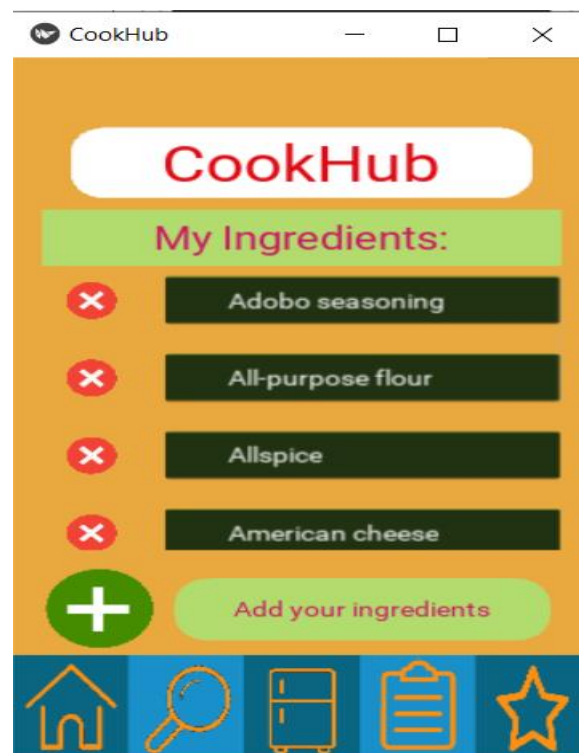 CookHub
CookHub
My Ingredients:
Adobo seasoning
All-purpose flour
Allspice
American cheese
Add your ingredients